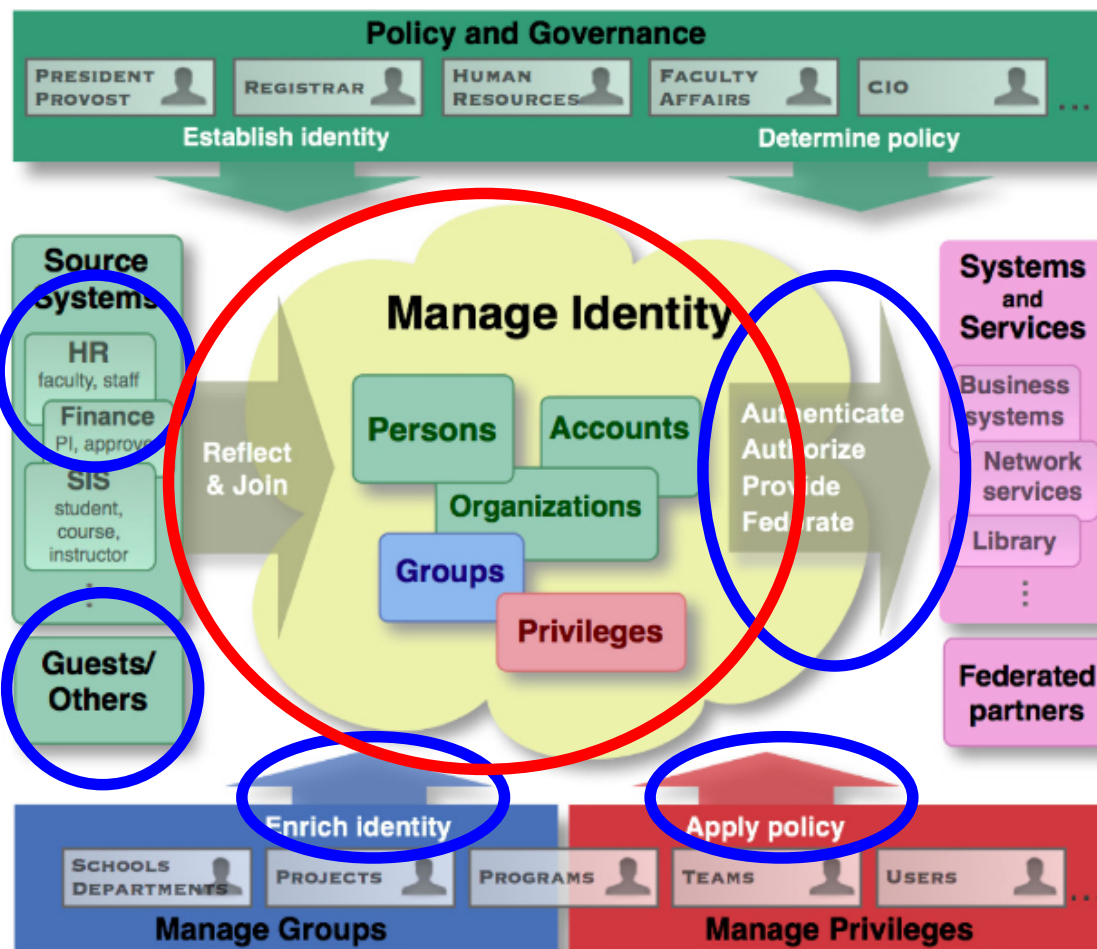 Policy and Governance
PRESIDENT
PROVOST
REGISTRAR
HUMAN
RESOURCES
FACULTY
AFFAIRS
CIO
...
Establish identity
Determine policy
Source
Systems
HR
faculty, staff
Finance
PI, approve
SIS
student,
course,
instructor
⋮
Guests/
Others
Reflect
& Join
Manage Identity
Persons
Accounts
Organizations
Groups
Privileges
Authenticate
Authorize
Provide
Federate
Systems
and
Services
Business
systems
Network
services
Library
⋮
Federated
partners
Enrich identity
Apply policy
SCHOOLS
DEPARTMENTS
PROJECTS
PROGRAMS
TEAMS
USERS
...
Manage Groups
Manage Privileges